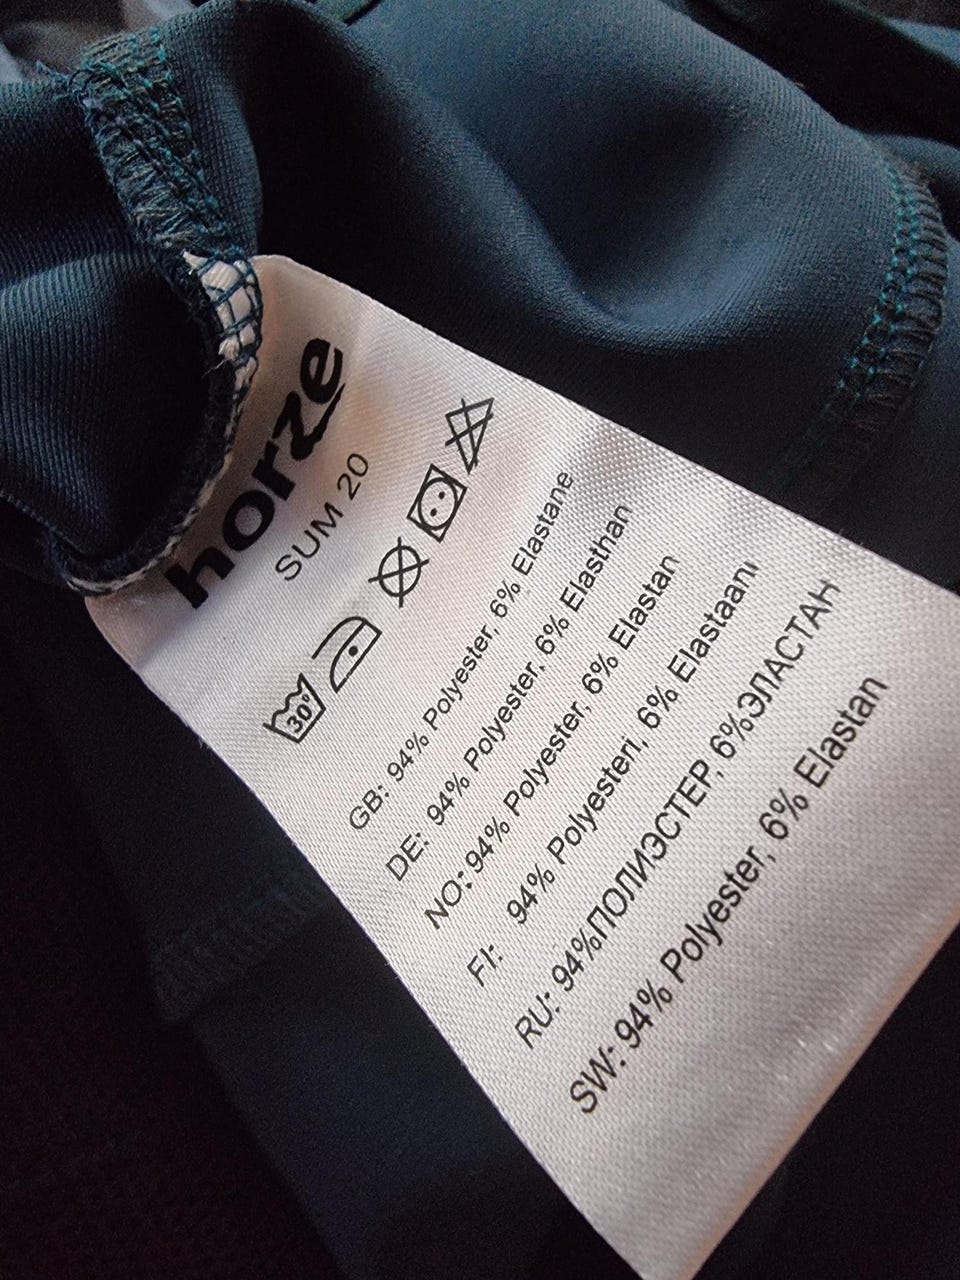 horze
SUM 20
30°
GB: 94% Polyester, 6% Elastane
DE: 94% Polyester, 6% Elasthan
NO: 94% Polyester, 6% Elastan
FI: 94% Polyesteri, 6% Elastaani
RU: 94%ПОЛИЭСТЕР, 6%ЭЛАСТАН
SW: 94% Polyester, 6% Elastan